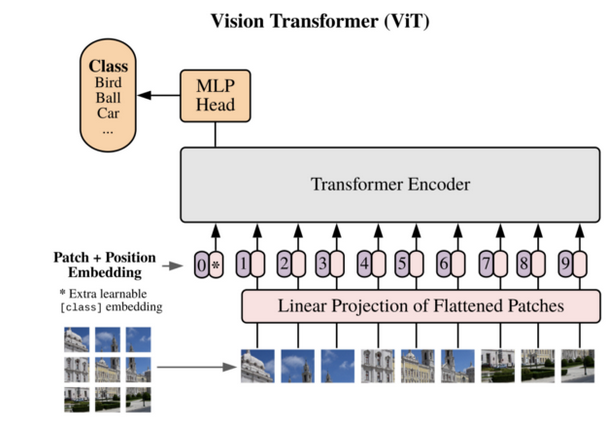 Vision Transformer (ViT)
Class
Bird
Ball
Car
...
MLP
Head
Transformer Encoder
Patch + Position
Embedding
0 * 1 2 3 4 5 6 7 8 9
* Extra learnable
[class] embedding
Linear Projection of Flattened Patches